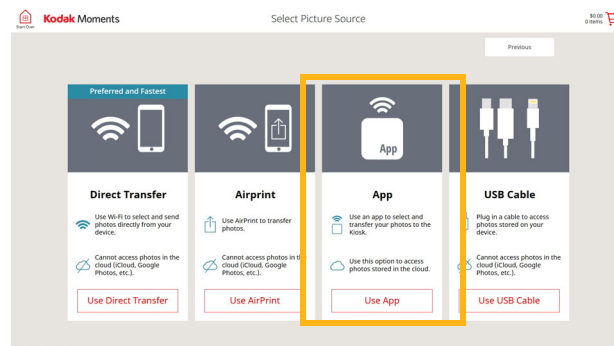 Start Over
Kodak Moments
Select Picture Source
$0.00
0 items
Previous
Preferred and Fastest
Direct Transfer
Use Wi-Fi to select and send
photos directly from your
device.
Cannot access photos in the
cloud (iCloud, Google
Photos, etc.).
Use Direct Transfer
Airprint
Use AirPrint to transfer
photos.
Cannot access photos in the
cloud (iCloud, Google
Photos, etc.).
Use AirPrint
App
App
Use an app to select and
transfer your photos to the
Kiosk.
Use this option to access
photos stored in the cloud.
Use App
USB Cable
Plug in a cable to access
photos stored on your
device.
Cannot access photos in the
cloud (iCloud, Google
Photos, etc.).
Use USB Cable